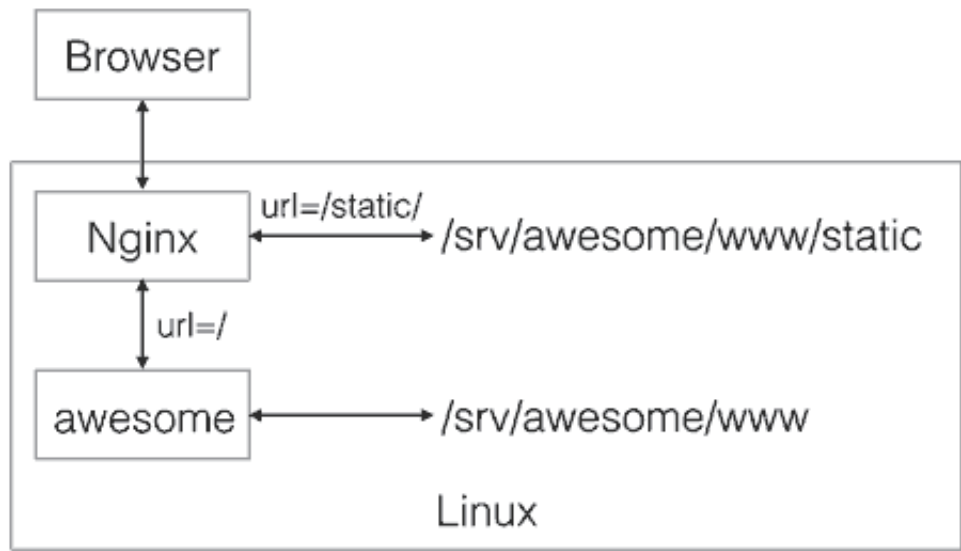 Browser
Nginx
url=/static/
/srv/awesome/www/static
url=/
awesome
/srv/awesome/www
Linux